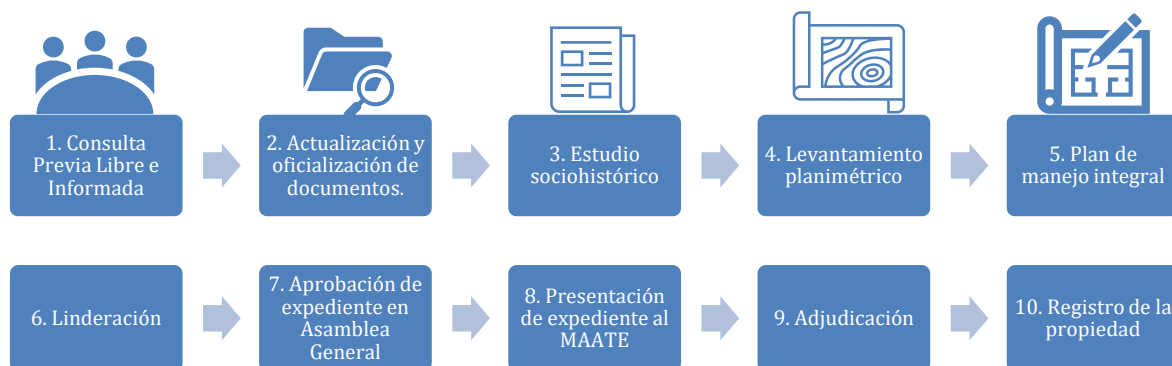 1. Consulta
Previa Libre e
Informada
2. Actualización y
oficialización de
documentos.
3. Estudio
sociohistórico
4. Levantamiento
planimétrico
5. Plan de
manejo integral
6. Linderación
7. Aprobación de
expediente en
Asamblea
General
8. Presentación
de expediente al
MAATE
9. Adjudicación
10. Registro de la
propiedad